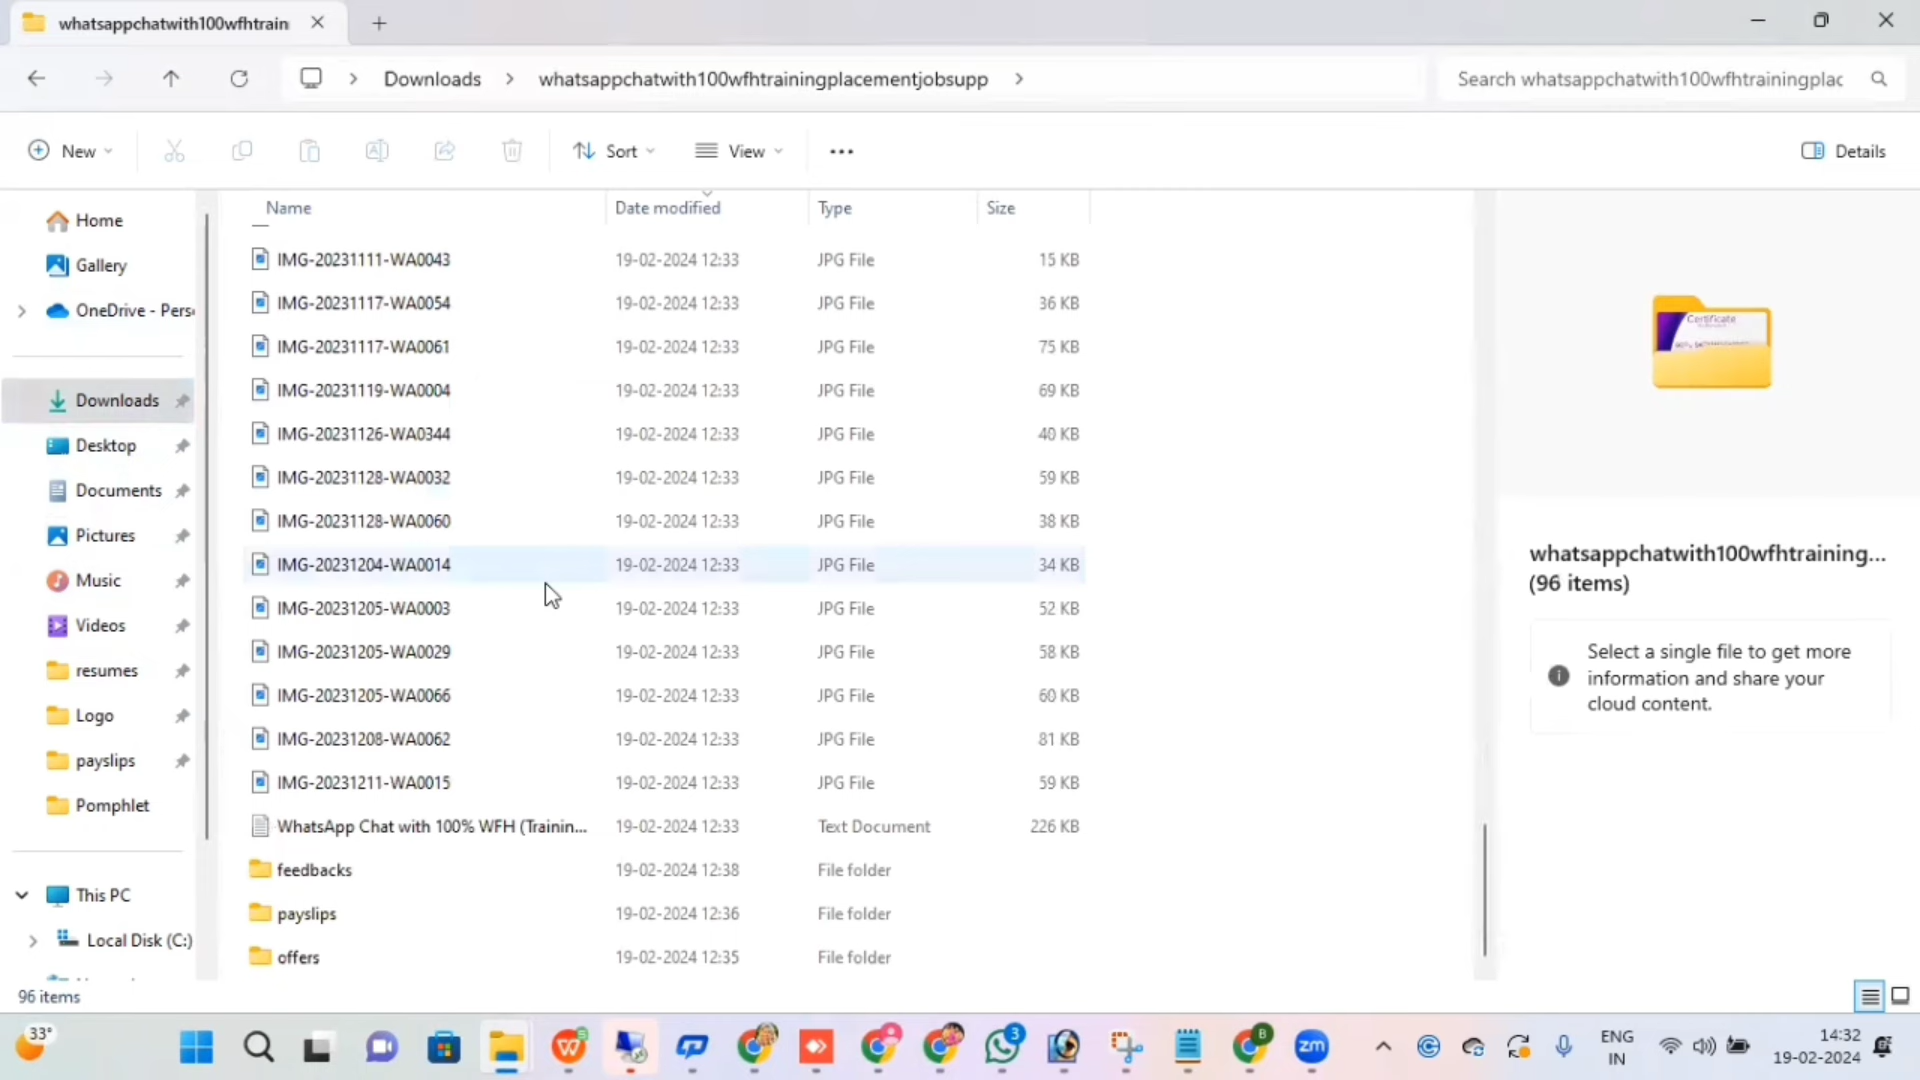 whatsappchatwith100wfhtrain
Downloads
whatsappchatwith100wfhtrainingplacementjobsupp
Search whatsappchatwith100wfhtrainingplac
New
Sort
View
Details
Home
Gallery
OneDrive - Pers
Downloads
Desktop
Documents
Pictures
Music
Videos
resumes
Logo
payslips
Pomphlet
This PC
Local Disk (C:)
Name Date modified Type Size
IMG-20231111-WA0043 19-02-2024 12:33 JPG File 15 KB
IMG-20231117-WA0054 19-02-2024 12:33 JPG File 36 KB
IMG-20231117-WA0061 19-02-2024 12:33 JPG File 75 KB
IMG-20231119-WA0004 19-02-2024 12:33 JPG File 69 KB
IMG-20231126-WA0344 19-02-2024 12:33 JPG File 40 KB
IMG-20231128-WA0032 19-02-2024 12:33 JPG File 59 KB
IMG-20231128-WA0060 19-02-2024 12:33 JPG File 38 KB
IMG-20231204-WA0014 19-02-2024 12:33 JPG File 34 KB
IMG-20231205-WA0003 19-02-2024 12:33 JPG File 52 KB
IMG-20231205-WA0029 19-02-2024 12:33 JPG File 58 KB
IMG-20231205-WA0066 19-02-2024 12:33 JPG File 60 KB
IMG-20231208-WA0062 19-02-2024 12:33 JPG File 81 KB
IMG-20231211-WA0015 19-02-2024 12:33 JPG File 59 KB
WhatsApp Chat with 100% WFH (Trainin... 19-02-2024 12:33 Text Document 226 KB
feedbacks 19-02-2024 12:38 File folder
payslips 19-02-2024 12:36 File folder
offers 19-02-2024 12:35 File folder
Certificate
whatsappchatwith100wfhtraining...
(96 items)
Select a single file to get more
information and share your
cloud content.
96 items
33°
3
B
zm
ENG
IN
14:32
19-02-2024